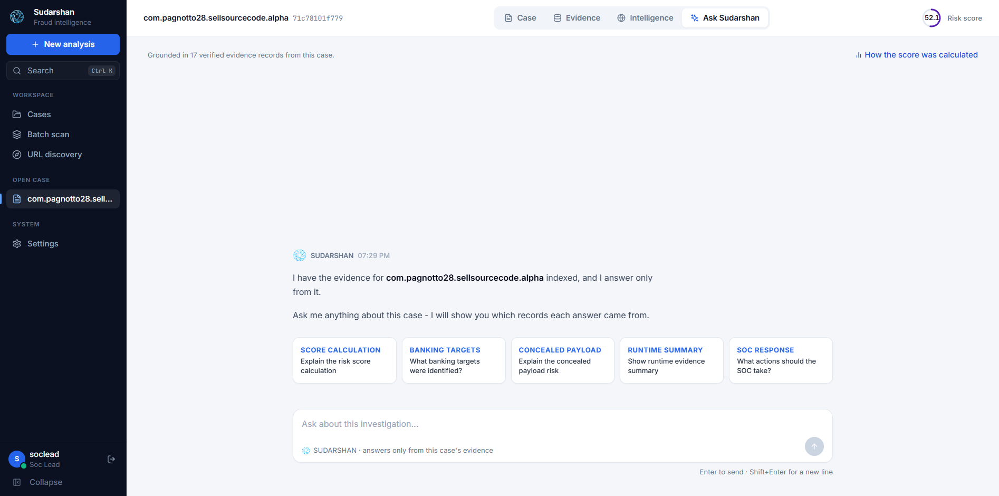 Sudarshan
Fraud intelligence
New analysis
Search Ctrl K
WORKSPACE
Cases
Batch scan
URL discovery
OPEN CASE
com.pagnotto28.sell...
SYSTEM
Settings
S
soclead
Soc Lead
Collapse
com.pagnotto28.sellsourcecode.alpha 71c78101f779
Case Evidence Intelligence Ask Sudarshan
52.1 Risk score
Grounded in 17 verified evidence records from this case.
How the score was calculated
SUDARSHAN 07:29 PM
I have the evidence for com.pagnotto28.sellsourcecode.alpha indexed, and I answer only
from it.
Ask me anything about this case - I will show you which records each answer came from.
SCORE CALCULATION
Explain the risk score
calculation
BANKING TARGETS
What banking targets
were identified?
CONCEALED PAYLOAD
Explain the concealed
payload risk
RUNTIME SUMMARY
Show runtime evidence
summary
SOC RESPONSE
What actions should the
SOC take?
Ask about this investigation...
SUDARSHAN · answers only from this case's evidence
Enter to send · Shift+Enter for a new line